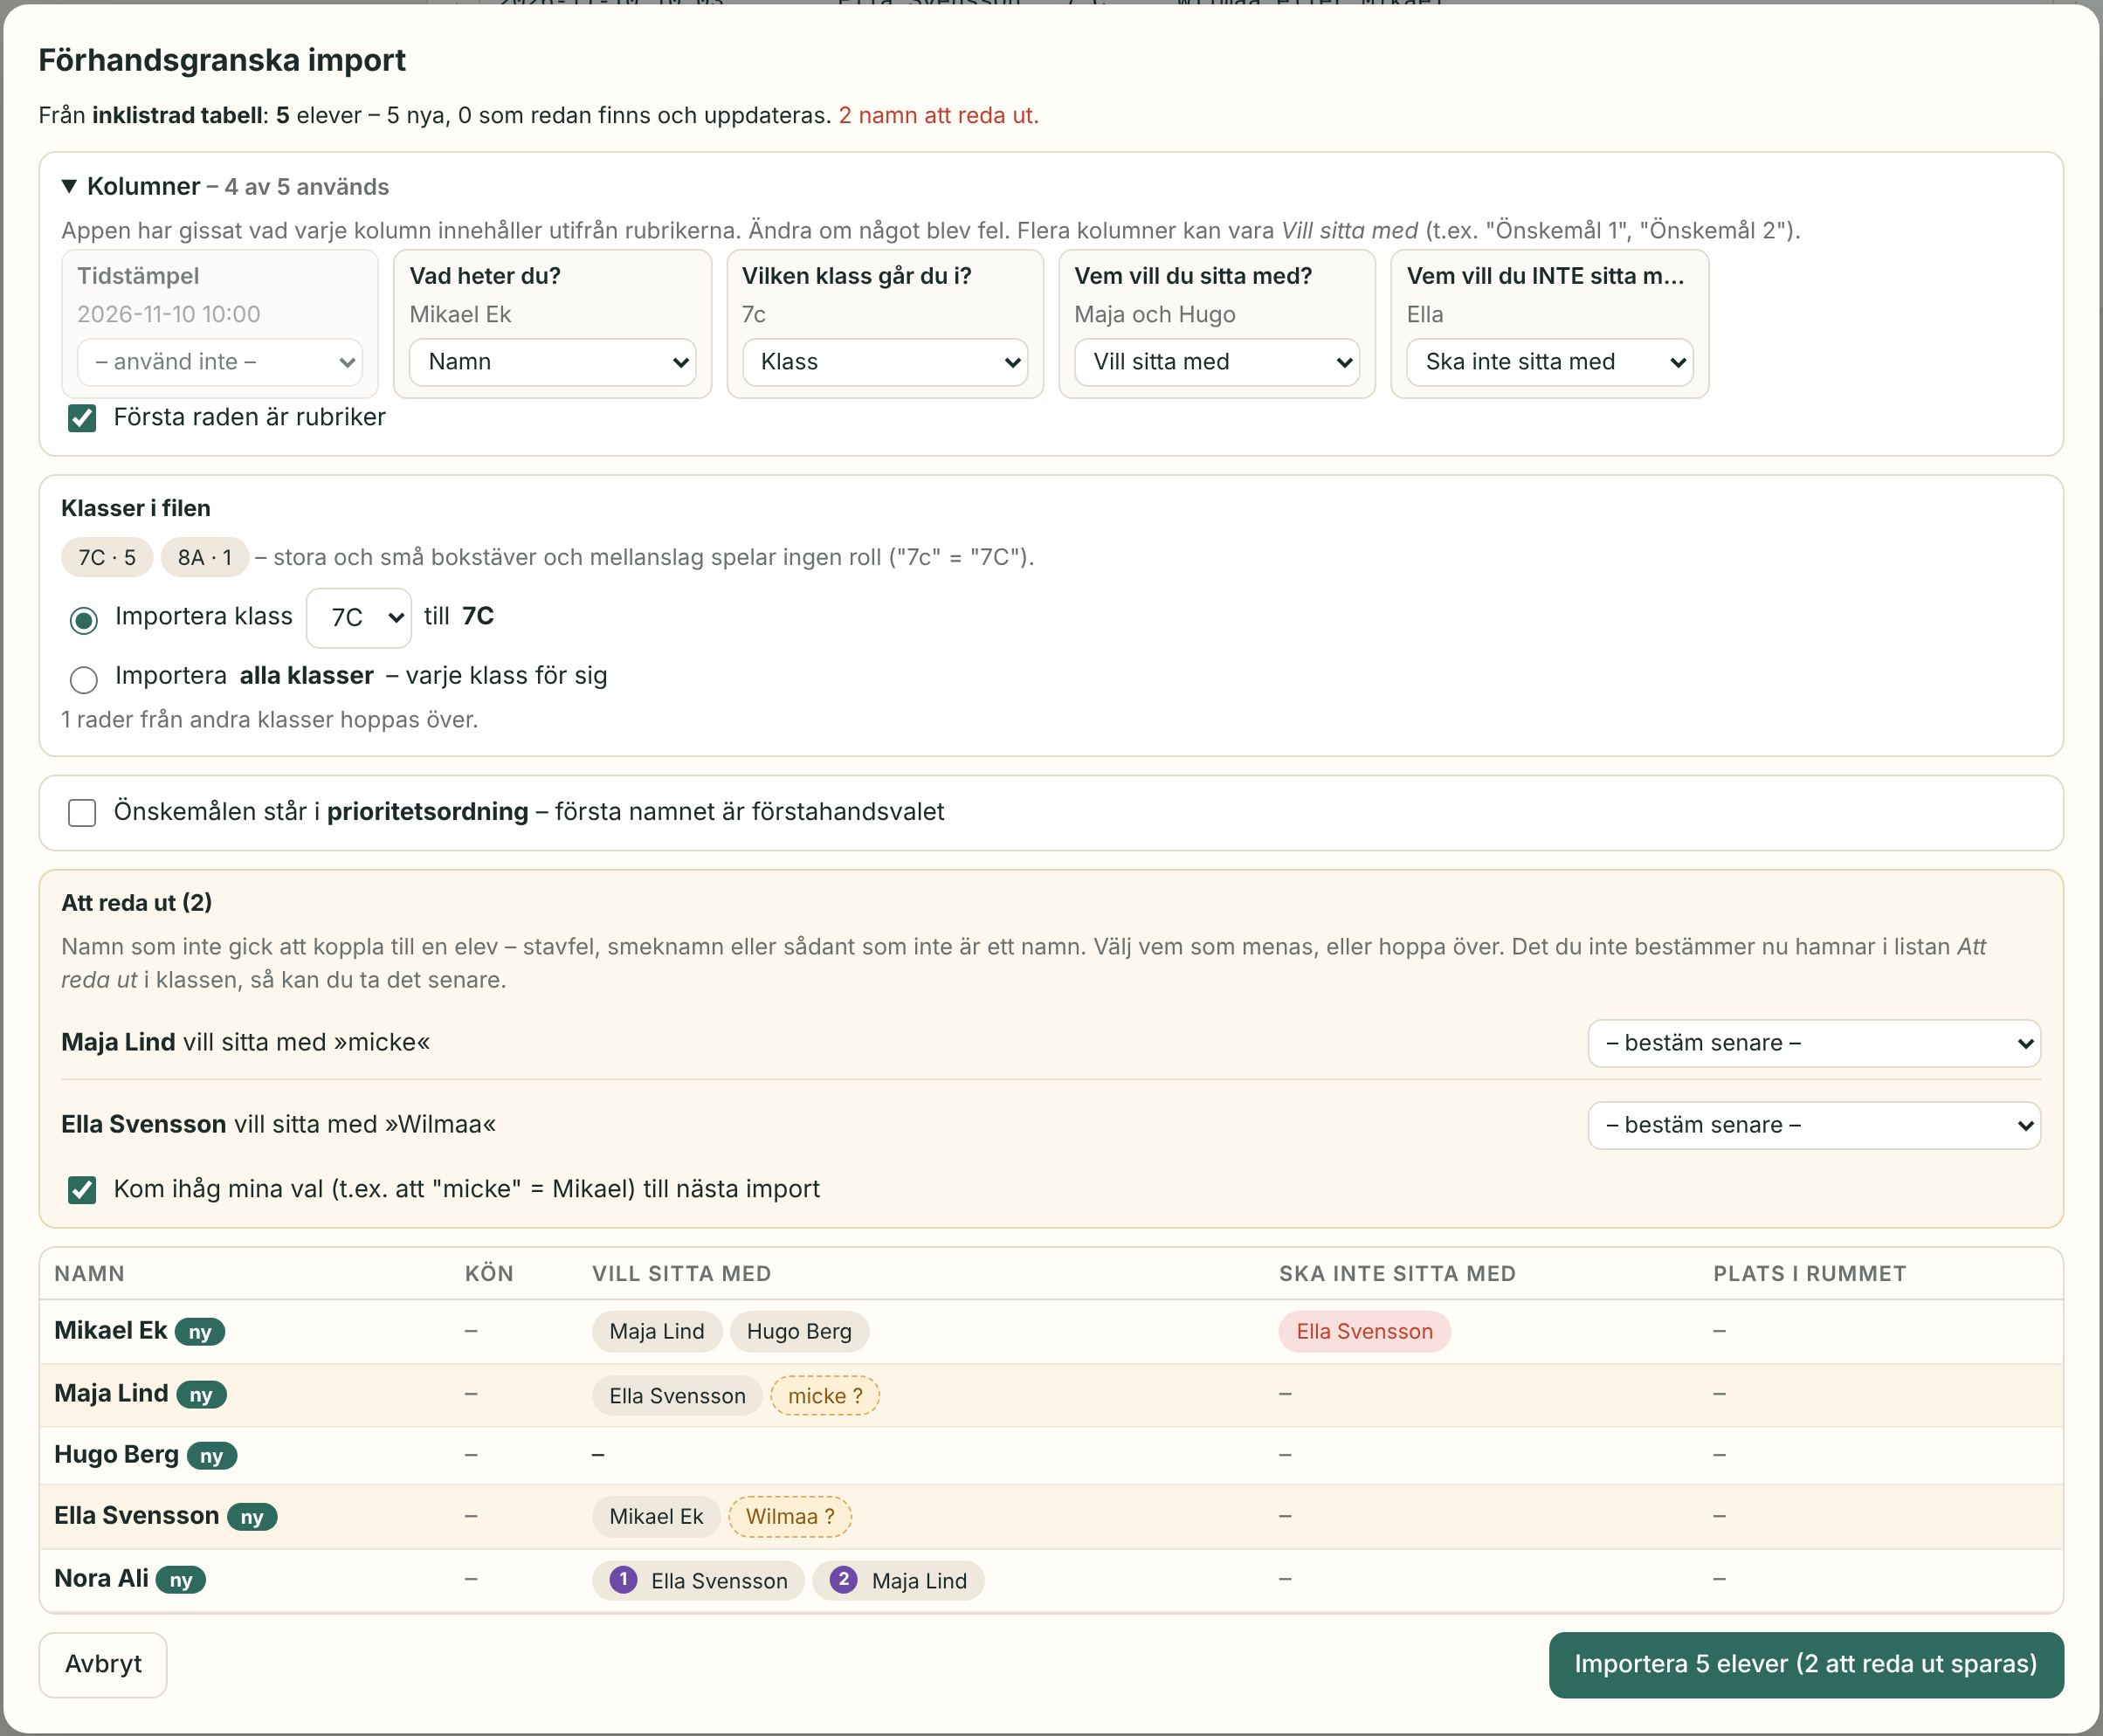 Förhandsgranska import
Från inklistrad tabell: 5 elever – 5 nya, 0 som redan finns och uppdateras. 2 namn att reda ut.
▼ Kolumner – 4 av 5 används
Appen har gissat vad varje kolumn innehåller utifrån rubrikerna. Ändra om något blev fel. Flera kolumner kan vara Vill sitta med (t.ex. "Önskemål 1", "Önskemål 2").
Tidstämpel
2026-11-10 10:00
– använd inte –
Vad heter du?
Mikael Ek
Namn
Vilken klass går du i?
7c
Klass
Vem vill du sitta med?
Maja och Hugo
Vill sitta med
Vem vill du INTE sitta m...
Ella
Ska inte sitta med
Första raden är rubriker
Klasser i filen
7C · 5 8A · 1 – stora och små bokstäver och mellanslag spelar ingen roll ("7c" = "7C").
Importera klass 7C till 7C
Importera alla klasser – varje klass för sig
1 rader från andra klasser hoppas över.
Önskemålen står i prioritetsordning – första namnet är förstahandsvalet
Att reda ut (2)
Namn som inte gick att koppla till en elev – stavfel, smeknamn eller sådant som inte är ett namn. Välj vem som menas, eller hoppa över. Det du inte bestämmer nu hamnar i listan Att
reda ut i klassen, så kan du ta det senare.
Maja Lind vill sitta med »micke« – bestäm senare –
Ella Svensson vill sitta med »Wilmaa« – bestäm senare –
Kom ihåg mina val (t.ex. att "micke" = Mikael) till nästa import
NAMN KÖN VILL SITTA MED SKA INTE SITTA MED PLATS I RUMMET
Mikael Ek ny – Maja Lind Hugo Berg Ella Svensson –
Maja Lind ny – Ella Svensson micke ? – –
Hugo Berg ny – – – –
Ella Svensson ny – Mikael Ek Wilmaa ? – –
Nora Ali ny – 1 Ella Svensson 2 Maja Lind – –
Avbryt Importera 5 elever (2 att reda ut sparas)